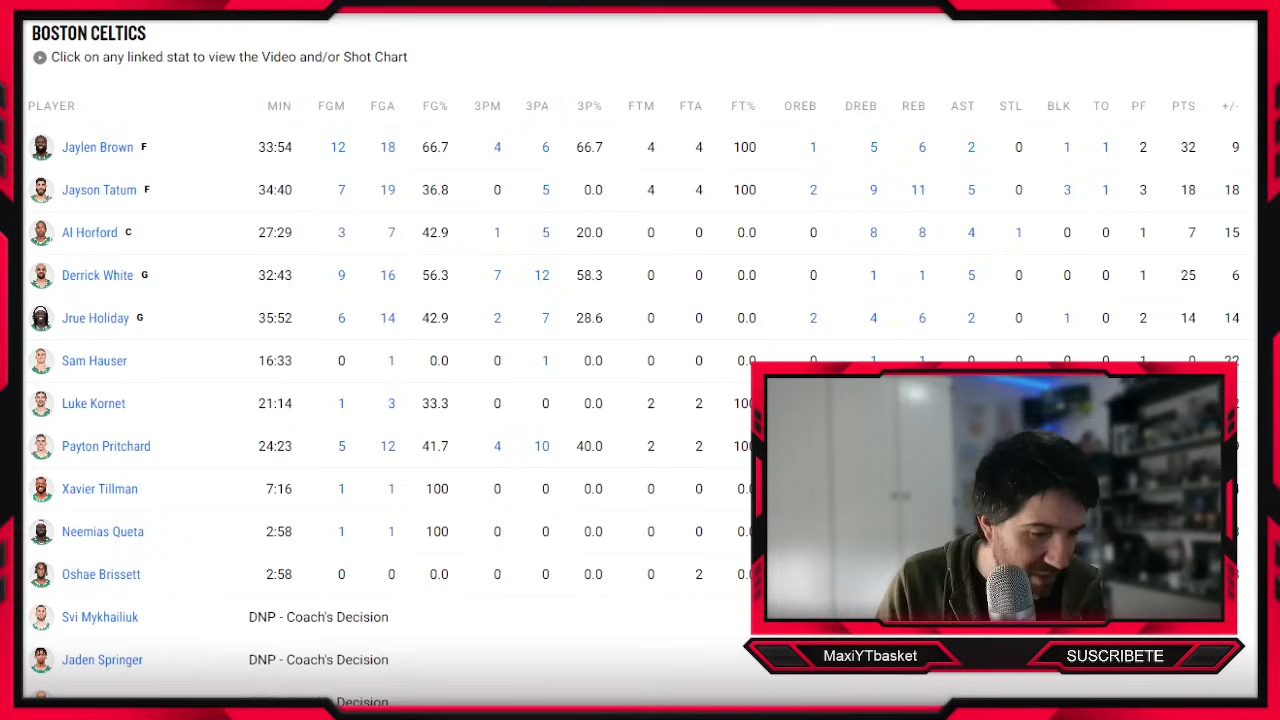 BOSTON CELTICS
Click on any linked stat to view the Video and/or Shot Chart
PLAYER MIN FGM FGA FG% 3PM 3PA 3P% FTM FTA FT% OREB DREB REB AST STL BLK TO PF PTS +/-
Jaylen Brown F 33:54 12 18 66.7 4 6 66.7 4 4 100 1 5 6 2 0 1 1 2 32 9
Jayson Tatum F 34:40 7 19 36.8 0 5 0.0 4 4 100 2 9 11 5 0 3 1 3 18 18
Al Horford C 27:29 3 7 42.9 1 5 20.0 0 0 0.0 0 8 8 4 1 0 0 1 7 15
Derrick White G 32:43 9 16 56.3 7 12 58.3 0 0 0.0 0 1 1 5 0 0 0 1 25 6
Jrue Holiday G 35:52 6 14 42.9 2 7 28.6 0 0 0.0 2 4 6 2 0 1 0 2 14 14
Sam Hauser 16:33 0 1 0.0 0 1 0.0 0 0 0.0 0 1 1 0 0 0 0 1 0 22
Luke Kornet 21:14 1 3 33.3 0 0 0.0 2 2
Payton Pritchard 24:23 5 12 41.7 4 10 40.0 2 2
Xavier Tillman 7:16 1 1 100 0 0 0.0 0 0
Neemias Queta 2:58 1 1 100 0 0 0.0 0 0
Oshae Brissett 2:58 0 0 0.0 0 0 0.0 0 2
Svi Mykhailiuk DNP - Coach's Decision
Jaden Springer DNP - Coach's Decision
Decision
MaxiYTbasket
SUSCRIBETE